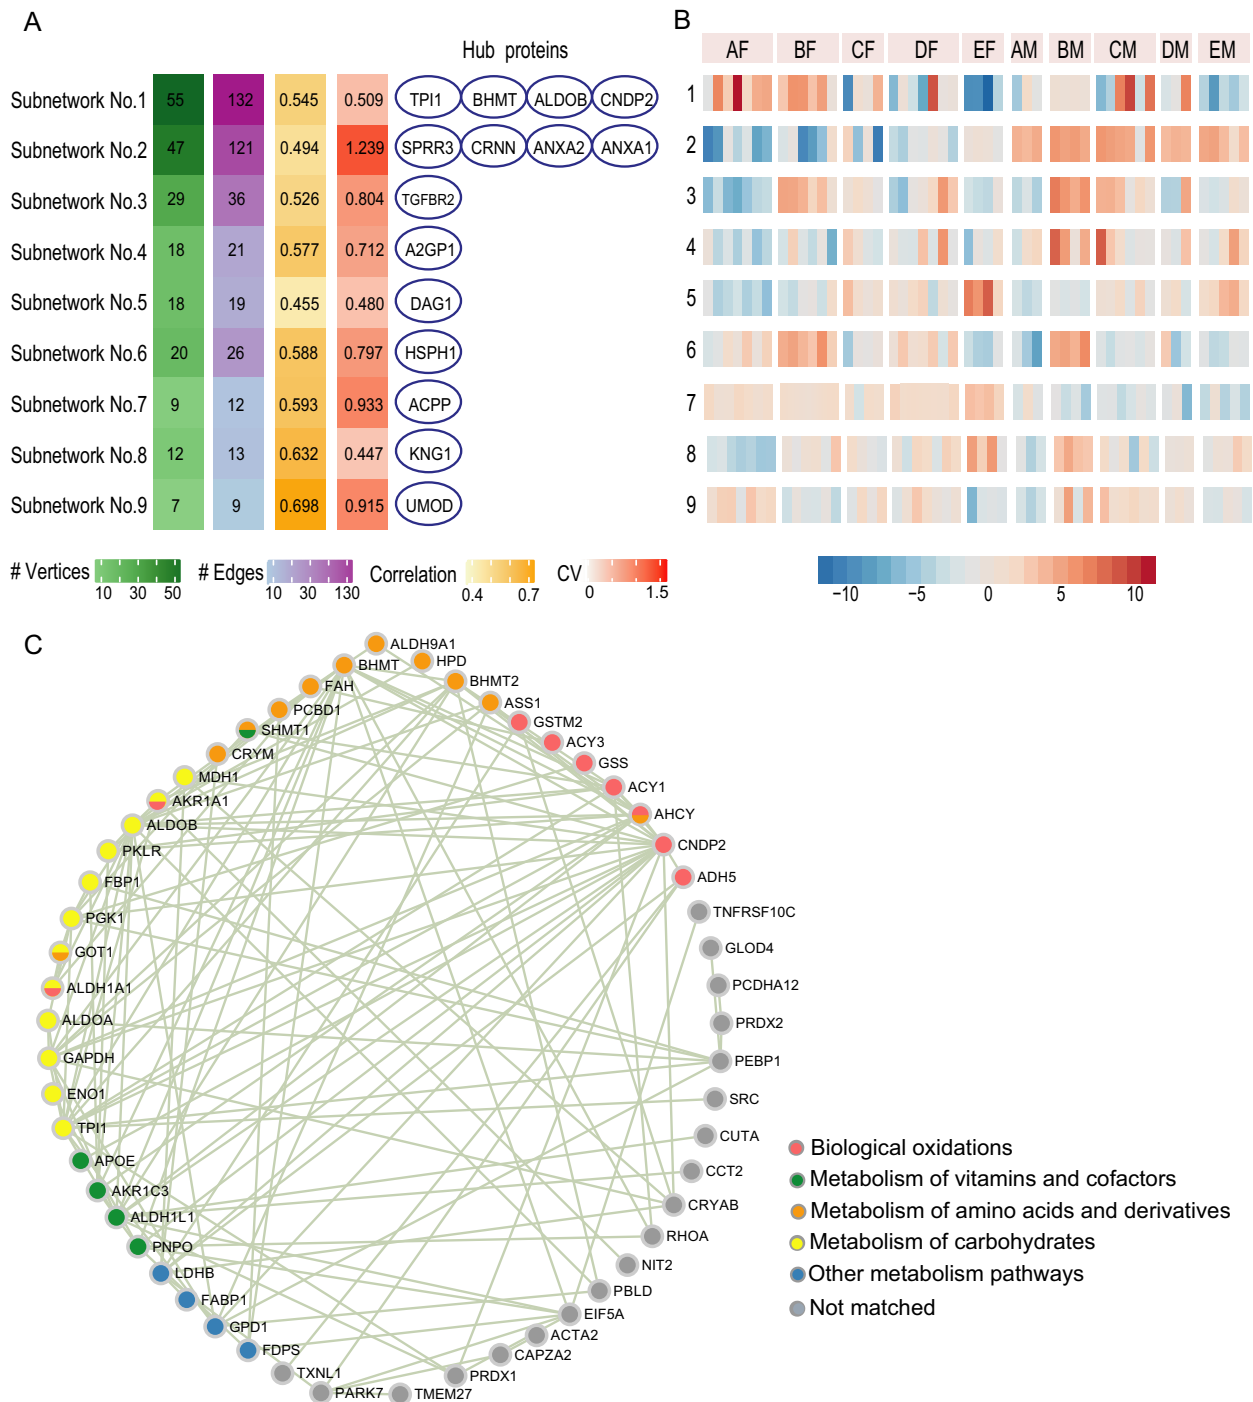 A
Hub proteins
Subnetwork No.1 55 132 0.545 0.509 TPI1 BHMT ALDOB CNDP2
Subnetwork No.2 47 121 0.494 1.239 SPRR3 CRNN ANXA2 ANXA1
Subnetwork No.3 29 36 0.526 0.804 TGFBR2
Subnetwork No.4 18 21 0.577 0.712 A2GP1
Subnetwork No.5 18 19 0.455 0.480 DAG1
Subnetwork No.6 20 26 0.588 0.797 HSPH1
Subnetwork No.7 9 12 0.593 0.933 ACPP
Subnetwork No.8 12 13 0.632 0.447 KNG1
Subnetwork No.9 7 9 0.698 0.915 UMOD
# Vertices 10 30 50
# Edges 10 30 130
Correlation 0.4 0.7
CV 0 1.5
B
AF BF CF DF EF AM BM CM DM EM
1
2
3
4
5
6
7
8
9
−10 −5 0 5 10
C
ALDH9A1
HPD
BHMT
BHMT2
FAH
ASS1
PCBD1
GSTM2
SHMT1
ACY3
CRYM
GSS
MDH1
ACY1
AKR1A1
AHCY
ALDOB
CNDP2
PKLR
ADH5
FBP1
TNFRSF10C
PGK1
GLOD4
GOT1
PCDHA12
ALDH1A1
PRDX2
ALDOA
PEBP1
GAPDH
SRC
ENO1
CUTA
TPI1
CCT2
APOE
CRYAB
AKR1C3
RHOA
ALDH1L1
NIT2
PNPO
PBLD
LDHB
EIF5A
FABP1
ACTA2
GPD1
CAPZA2
FDPS
PRDX1
TXNL1
TMEM27
PARK7
Biological oxidations
Metabolism of vitamins and cofactors
Metabolism of amino acids and derivatives
Metabolism of carbohydrates
Other metabolism pathways
Not matched